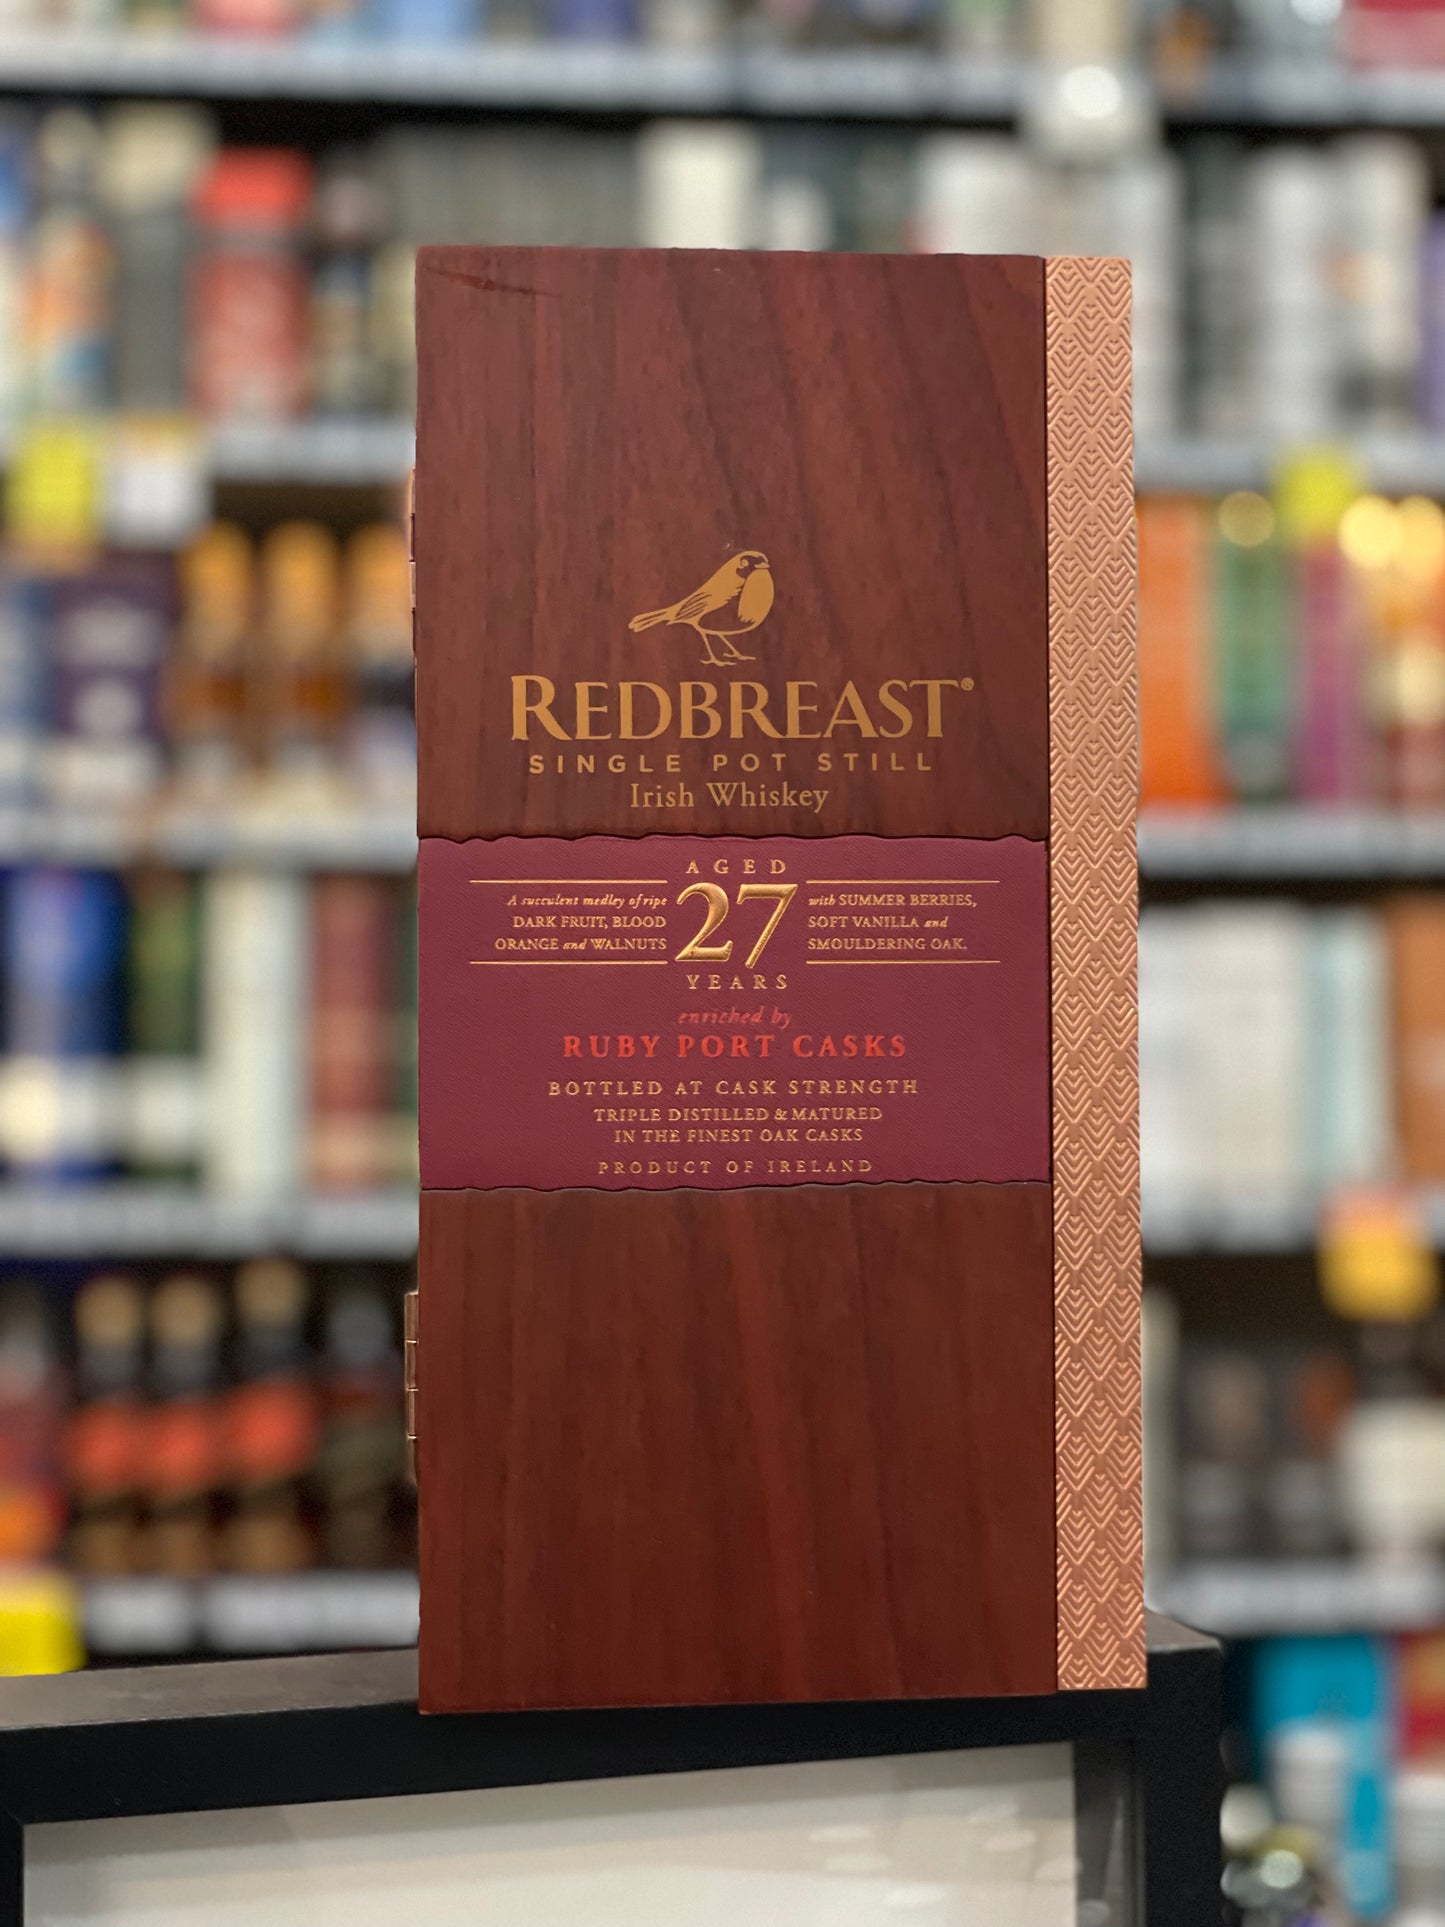 REDBREAST®
SINGLE POT STILL
Irish Whiskey
AGED
27
YEARS
A succulent medley of ripe
DARK FRUIT, BLOOD
ORANGE and WALNUTS
with SUMMER BERRIES,
SOFT VANILLA and
SMOULDERING OAK.
enriched by
RUBY PORT CASKS
BOTTLED AT CASK STRENGTH
TRIPLE DISTILLED & MATURED
IN THE FINEST OAK CASKS
PRODUCT OF IRELAND